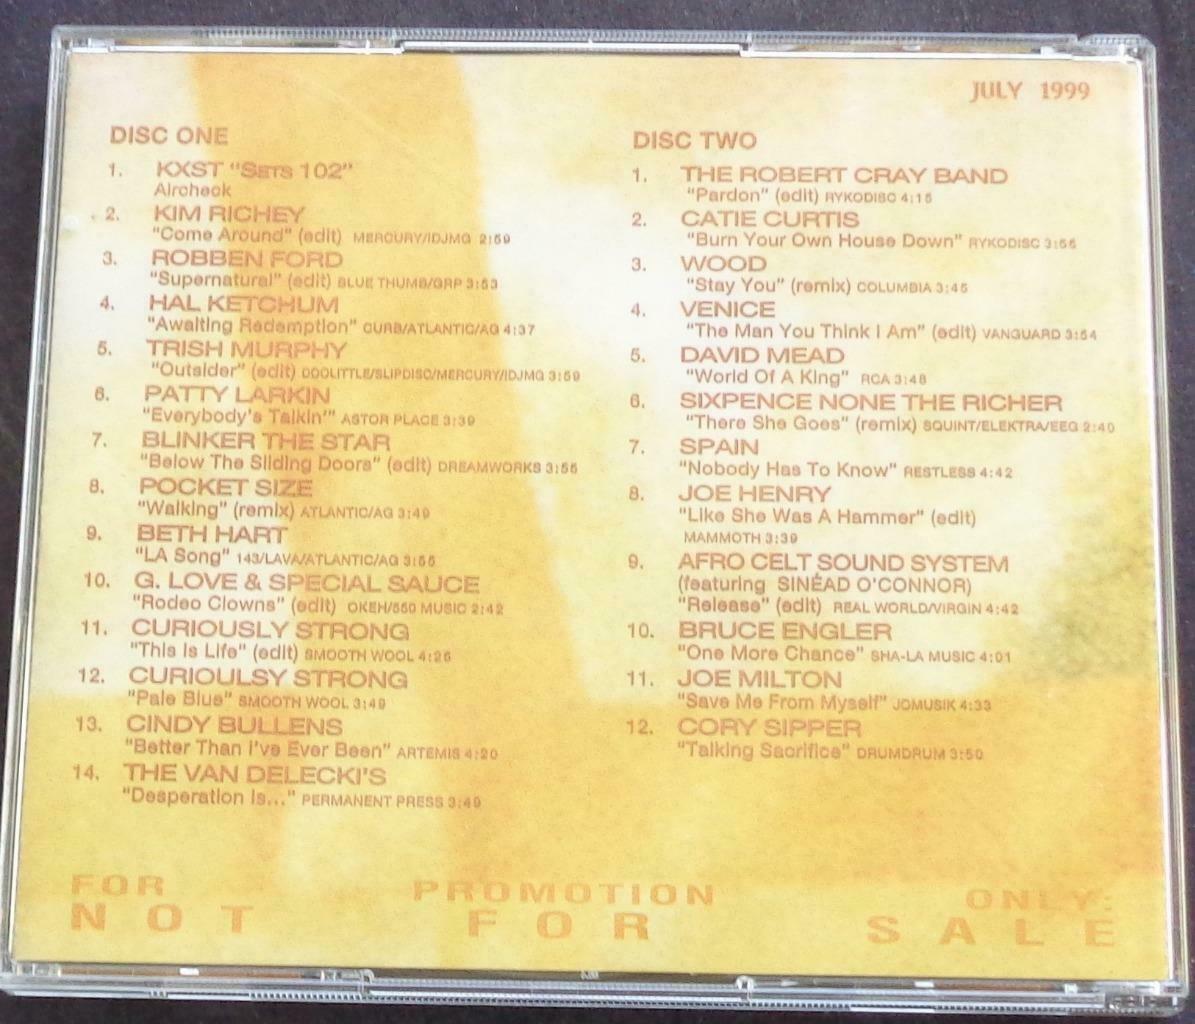 JULY 1999
DISC ONE
1. KXST "SETS 102"
Aircheck
2. KIM RICHEY
"Come Around" (edit) MERCURY/IDJMG 2:59
3. ROBBEN FORD
"Supernatural" (edit) BLUE THUMB/GRP 3:53
4. HAL KETCHUM
"Awaiting Redemption" CURB/ATLANTIC/AG 4:37
5. TRISH MURPHY
"Outsider" (edit) DOOLITTLE/SLIPDISC/MERCURY/IDJMG 3:59
6. PATTY LARKIN
"Everybody's Talkin'" ASTOR PLACE 3:39
7. BLINKER THE STAR
"Below The Sliding Doors" (edit) DREAMWORKS 3:56
8. POCKET SIZE
"Walking" (remix) ATLANTIC/AG 3:49
9. BETH HART
"LA Song" 143/LAVA/ATLANTIC/AG 3:56
10. G. LOVE & SPECIAL SAUCE
"Rodeo Clowns" (edit) OKEH/550 MUSIC 2:42
11. CURIOUSLY STRONG
"This Is Life" (edit) SMOOTH WOOL 4:26
12. CURIOULSY STRONG
"Pale Blue" SMOOTH WOOL 3:49
13. CINDY BULLENS
"Better Than I've Ever Been" ARTEMIS 4:20
14. THE VAN DELECKI'S
"Desperation Is..." PERMANENT PRESS 3:49
DISC TWO
1. THE ROBERT CRAY BAND
"Pardon" (edit) RYKODISC 4:15
2. CATIE CURTIS
"Burn Your Own House Down" RYKODISC 3:56
3. WOOD
"Stay You" (remix) COLUMBIA 3:45
4. VENICE
"The Man You Think I Am" (edit) VANGUARD 3:54
5. DAVID MEAD
"World Of A King" RCA 3:48
6. SIXPENCE NONE THE RICHER
"There She Goes" (remix) SQUINT/ELEKTRA/EEG 2:40
7. SPAIN
"Nobody Has To Know" RESTLESS 4:42
8. JOE HENRY
"Like She Was A Hammer" (edit)
MAMMOTH 3:39
9. AFRO CELT SOUND SYSTEM
(featuring SINÉAD O'CONNOR)
"Release" (edit) REAL WORLD/VIRGIN 4:42
10. BRUCE ENGLER
"One More Chance" SHA-LA MUSIC 4:01
11. JOE MILTON
"Save Me From Myself" JOMUSIK 4:33
12. CORY SIPPER
"Talking Sacrifice" DRUMDRUM 3:50
FOR PROMOTION ONLY:
NOT FOR SALE